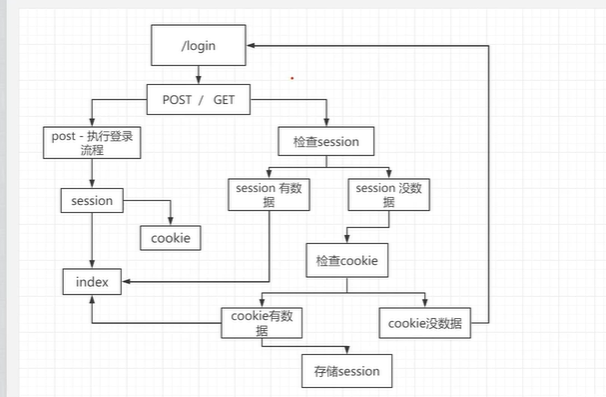 /login
POST / GET
post - 执行登录
流程
检查session
session 有数
据
session 没数
据
session
cookie
检查cookie
index
cookie有数
据
cookie没数据
存储session